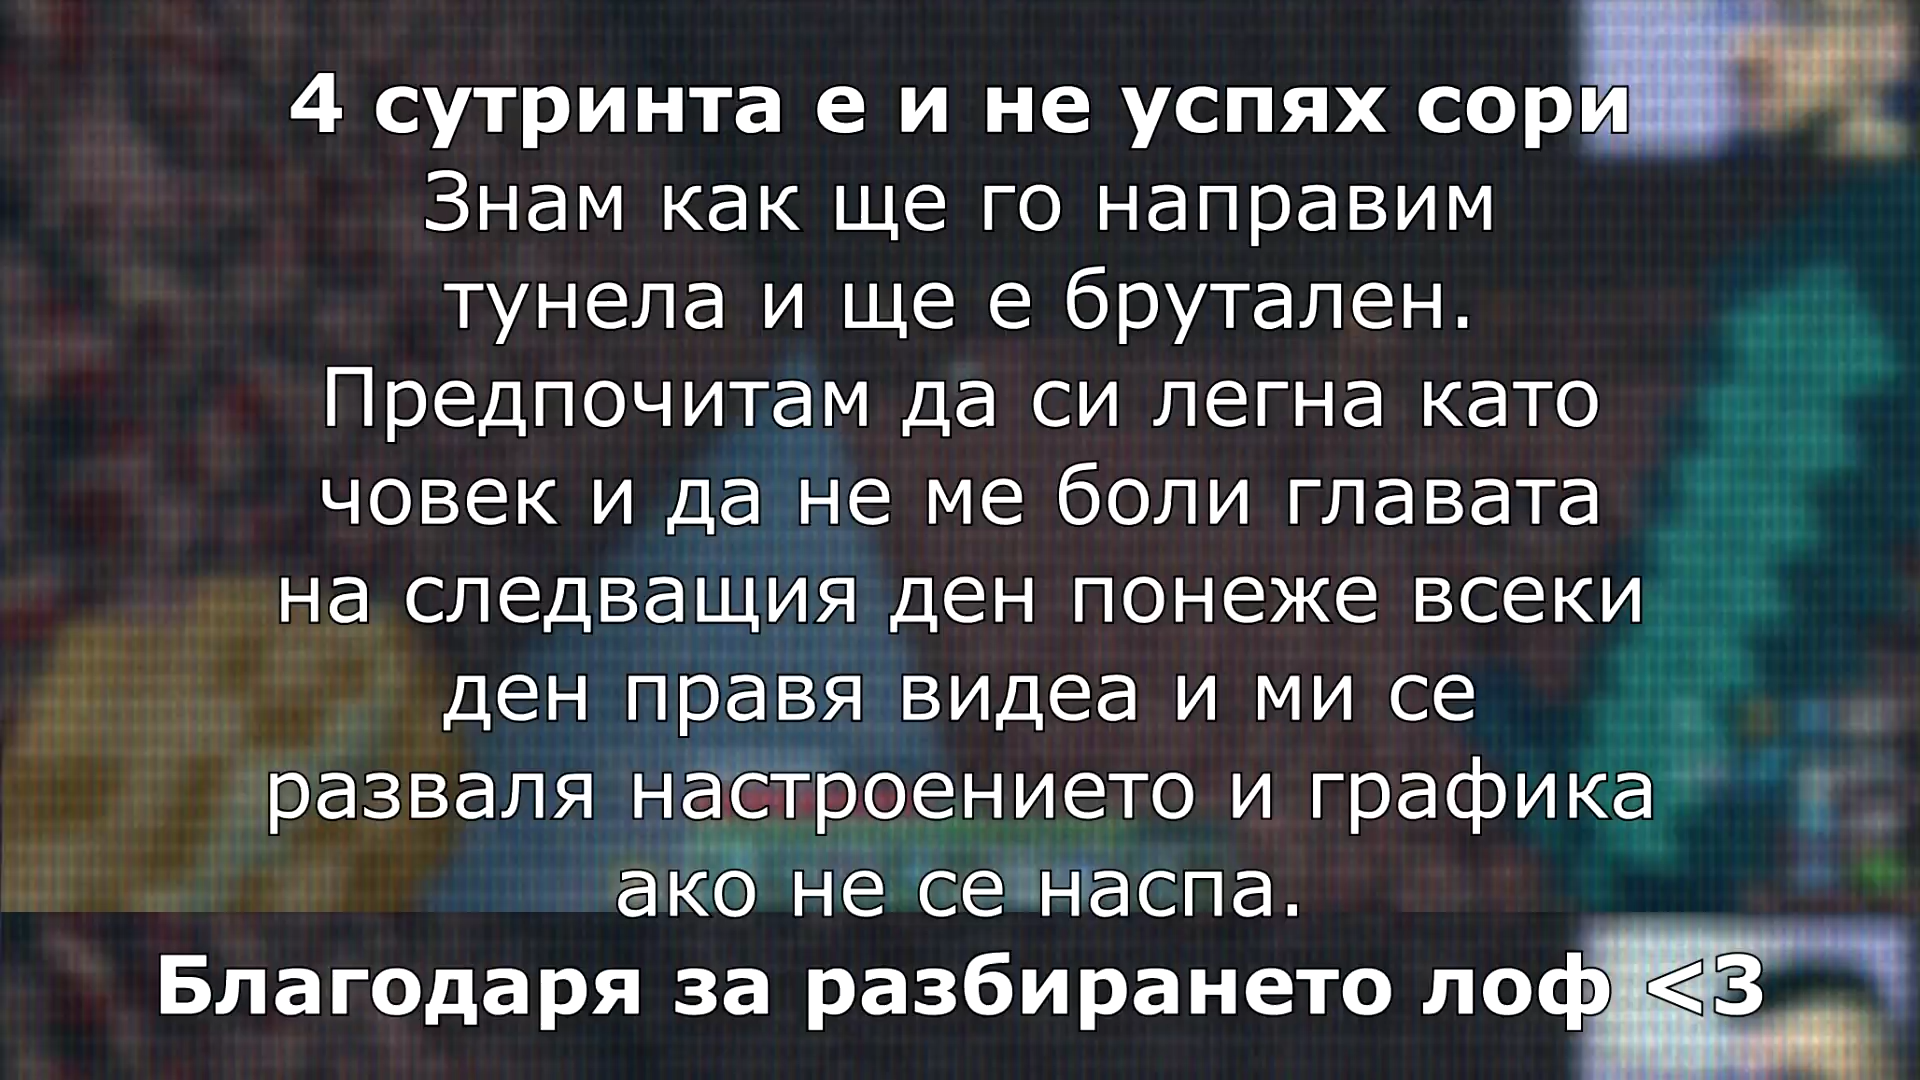 4 сутринта е и не успях сори
Знам как ще го направим
тунела и ще е брутален.
Предпочитам да си легна като
човек и да не ме боли главата
на следващия ден понеже всеки
ден правя видеа и ми се
разваля настроението и графика
ако не се наспа.
Благодаря за разбирането лоф <3